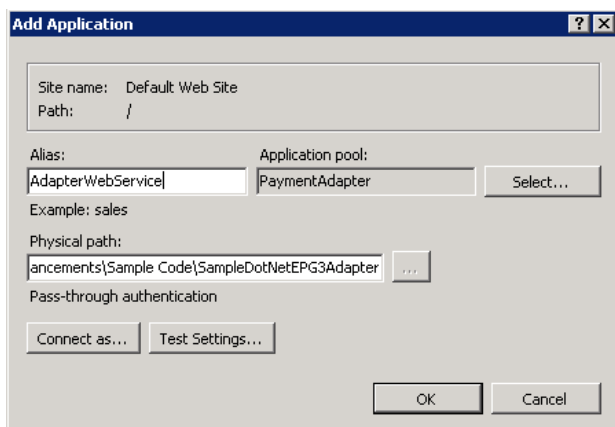 Add Application
Site name: Default Web Site
Path: /
Alias: Application pool:
AdapterWebService PaymentAdapter Select...
Example: sales
Physical path:
ancements\Sample Code\SampleDotNetEPG3Adapter ...
Pass-through authentication
Connect as... Test Settings...
OK Cancel